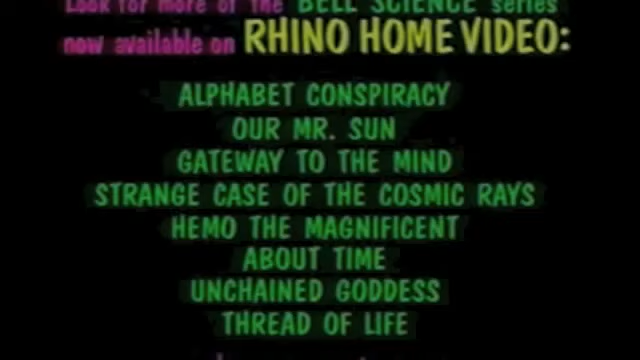 Look for more of the BELL SCIENCE series
now available on RHINO HOME VIDEO:
ALPHABET CONSPIRACY
OUR MR. SUN
GATEWAY TO THE MIND
STRANGE CASE OF THE COSMIC RAYS
HEMO THE MAGNIFICENT
ABOUT TIME
UNCHAINED GODDESS
THREAD OF LIFE